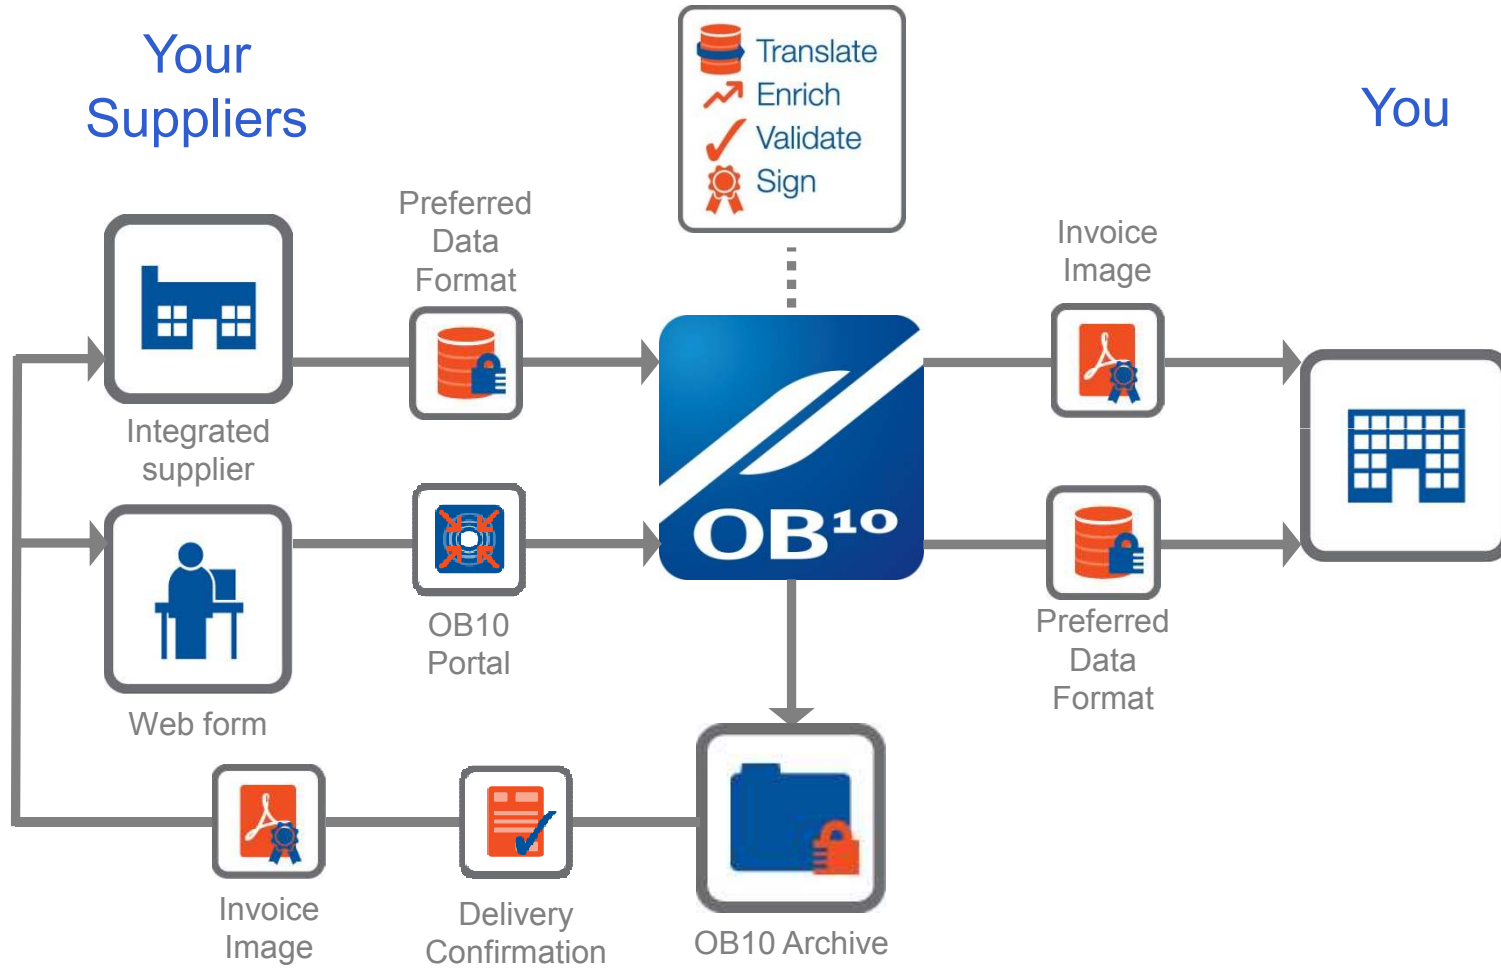 Your
Suppliers
Translate
Enrich
Validate
Sign
You
Preferred
Data
Format
Invoice
Image
Integrated
supplier
OB¹⁰
OB10
Portal
Preferred
Data
Format
Web form
Invoice
Image
Delivery
Confirmation
OB10 Archive